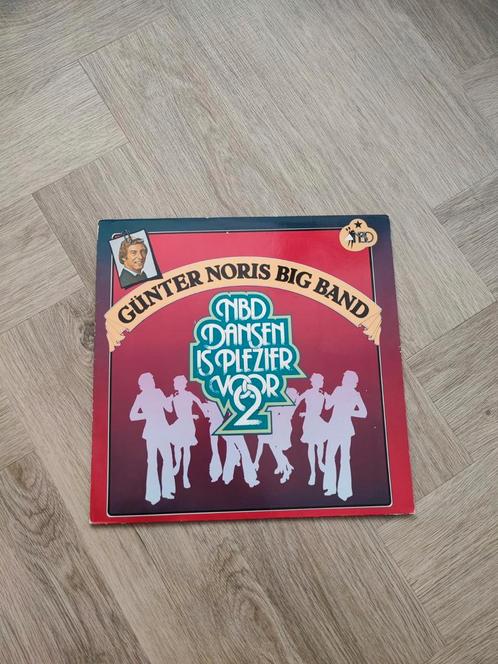 NBD
GÜNTER NORIS BIG BAND
NBD
DANSEN
IS PLEZIER
VOOR
2